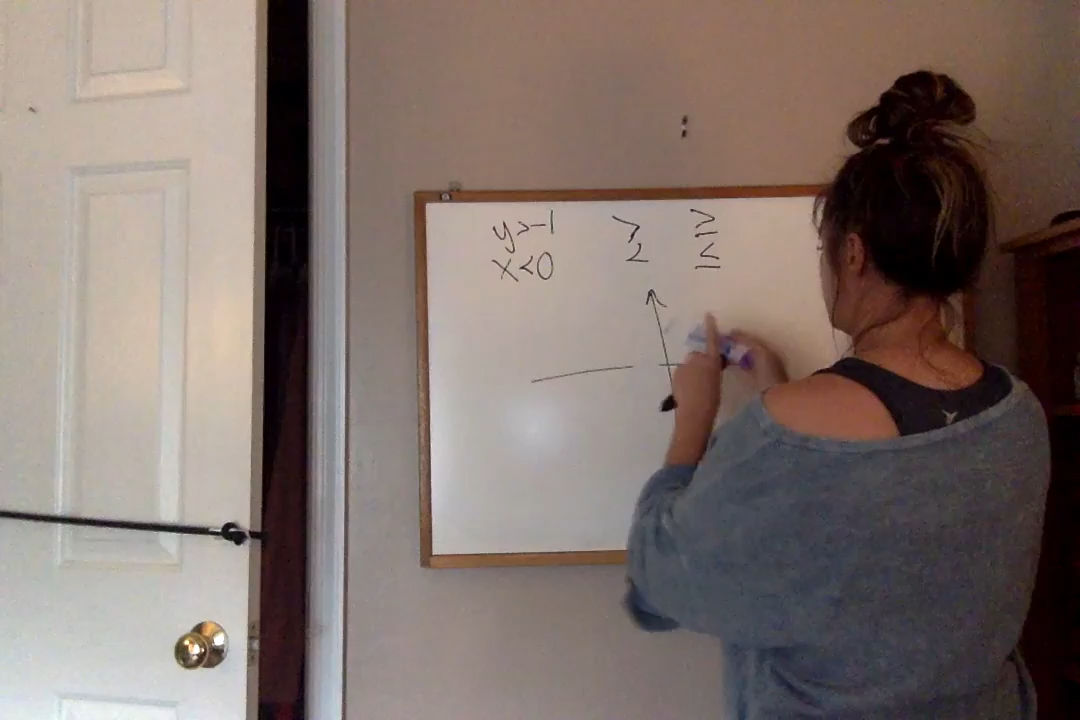 y>-1 > ≥
x<0 < ≤